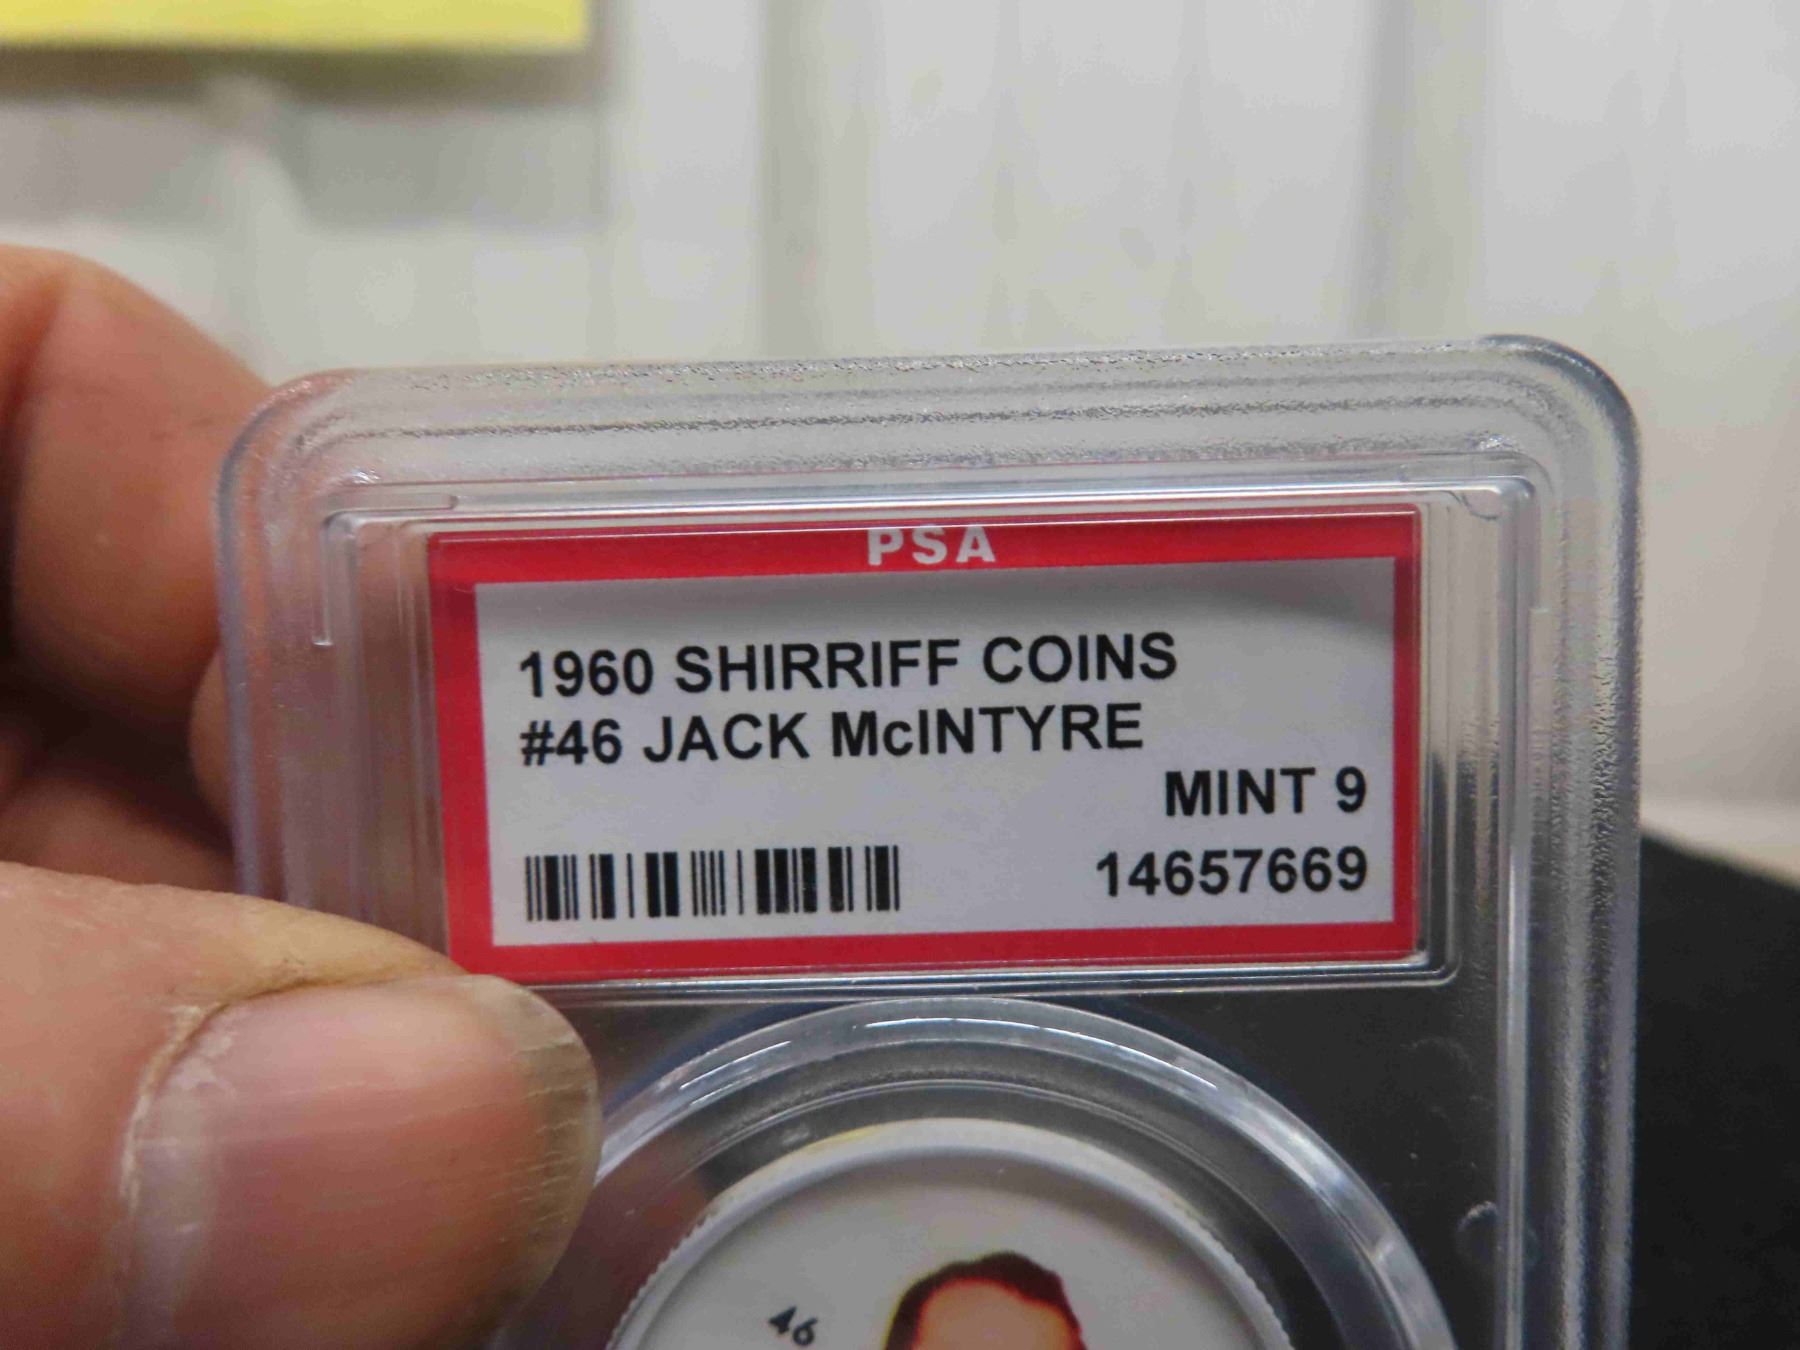 PSA
1960 SHIRRIFF COINS
#46 JACK McINTYRE
MINT 9
14657669
46